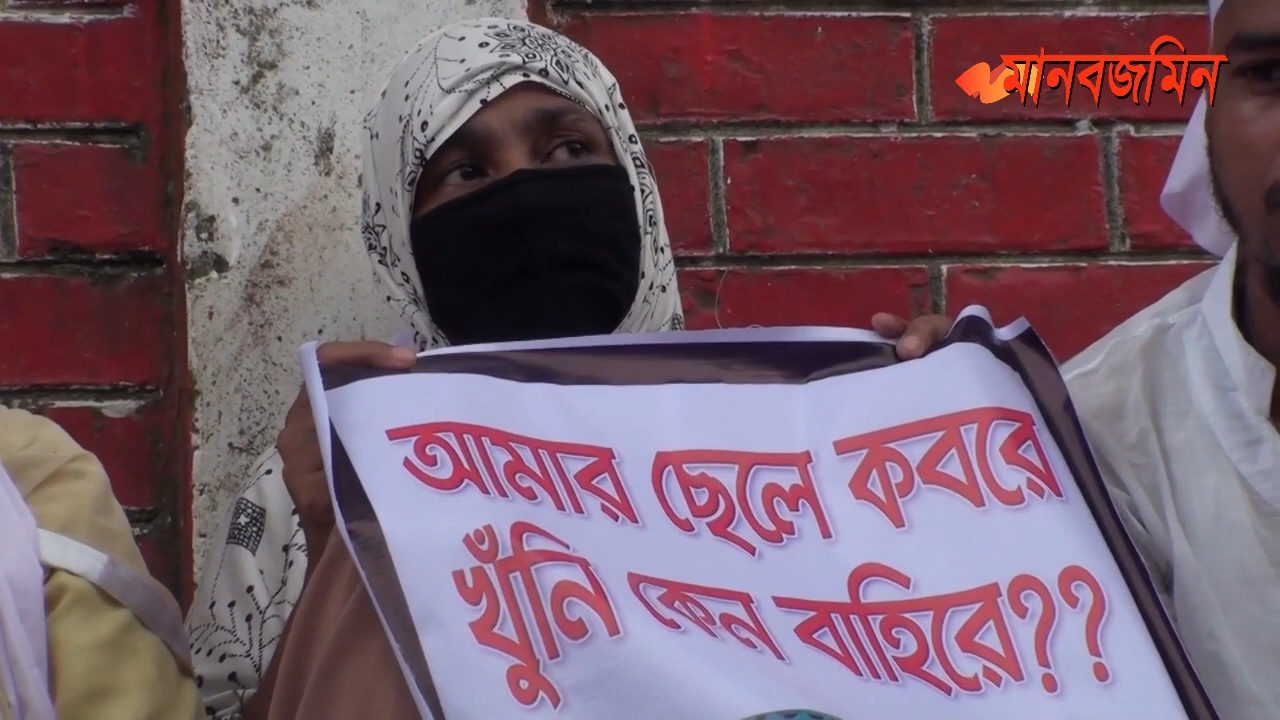 মানবজমিন
আমার ছেলে কবরে
খুঁনি কেন বাহিরে??